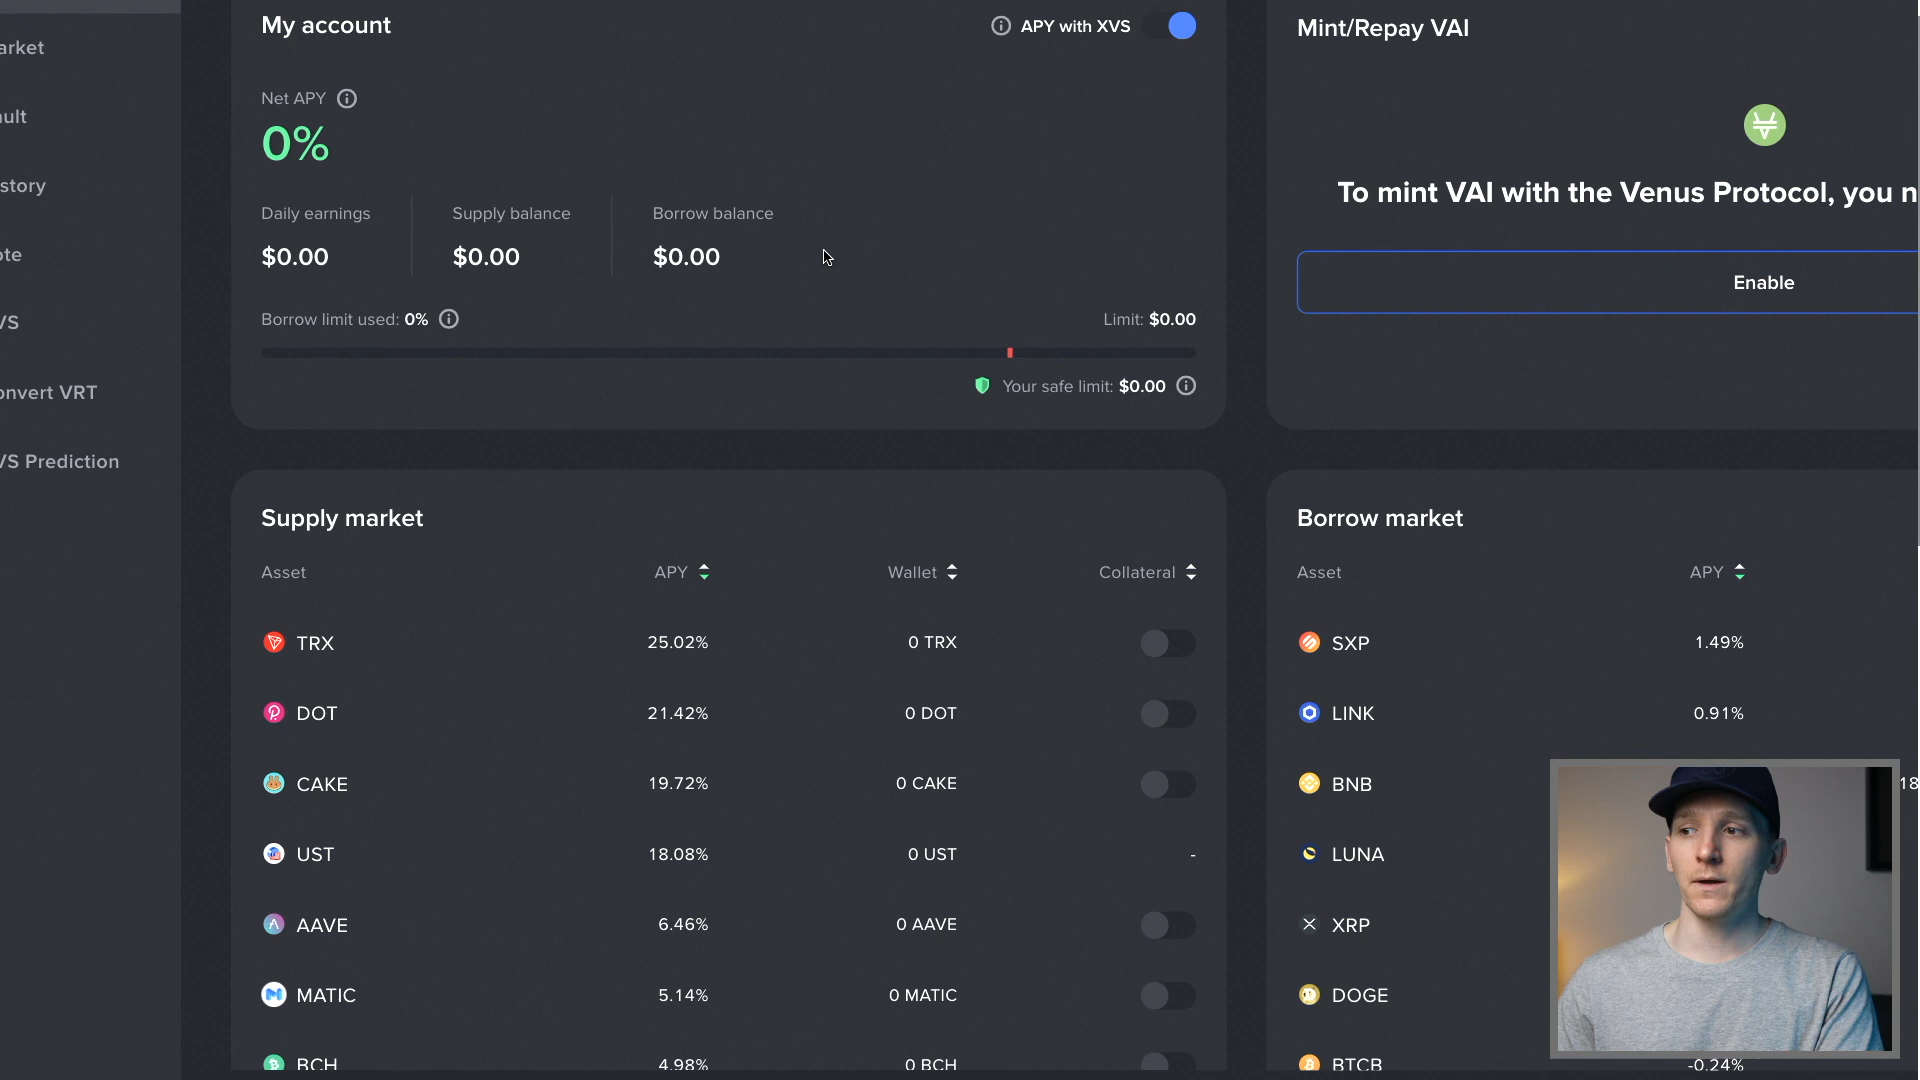 arket
ault
story
ote
VS
onvert VRT
VS Prediction
My account
APY with XVS
Net APY
0%
Daily earnings
$0.00
Supply balance
$0.00
Borrow balance
$0.00
Borrow limit used: 0%
Limit: $0.00
Your safe limit: $0.00
Mint/Repay VAI
To mint VAI with the Venus Protocol, you n
Enable
Supply market
Asset APY Wallet Collateral
TRX 25.02% 0 TRX
DOT 21.42% 0 DOT
CAKE 19.72% 0 CAKE
UST 18.08% 0 UST -
AAVE 6.46% 0 AAVE
MATIC 5.14% 0 MATIC
BCH 4.98% 0 BCH
Borrow market
Asset APY
SXP 1.49%
LINK 0.91%
BNB 18
LUNA
XRP
DOGE
BTCB -0.24%